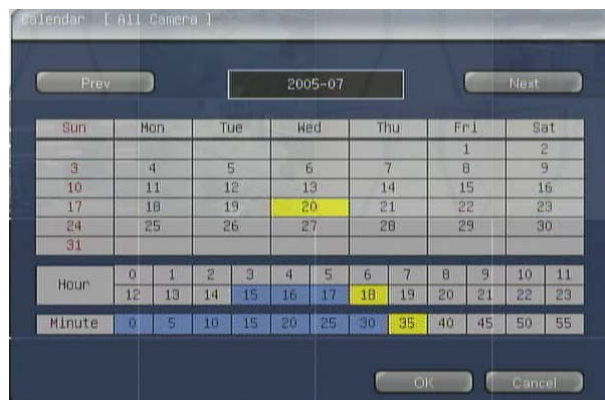 Calendar [ All Camera ]
Prev 2005-07 Next
Sun Mon Tue Wed Thu Fri Sat
1 2
3 4 5 6 7 8 9
10 11 12 13 14 15 16
17 18 19 20 21 22 23
24 25 26 27 28 29 30
31
Hour 0 1 2 3 4 5 6 7 8 9 10 11
12 13 14 15 16 17 18 19 20 21 22 23
Minute 0 5 10 15 20 25 30 35 40 45 50 55
OK Cancel